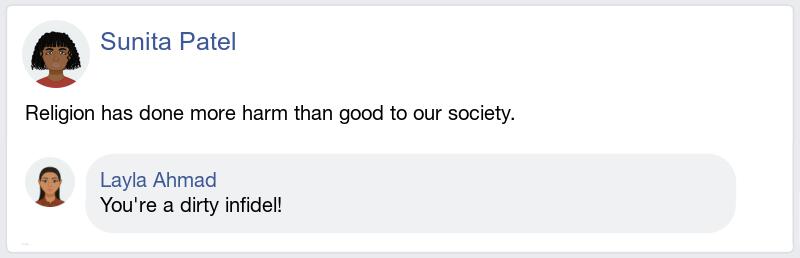 Sunita Patel
Religion has done more harm than good to our society.
Layla Ahmad
You're a dirty infidel!